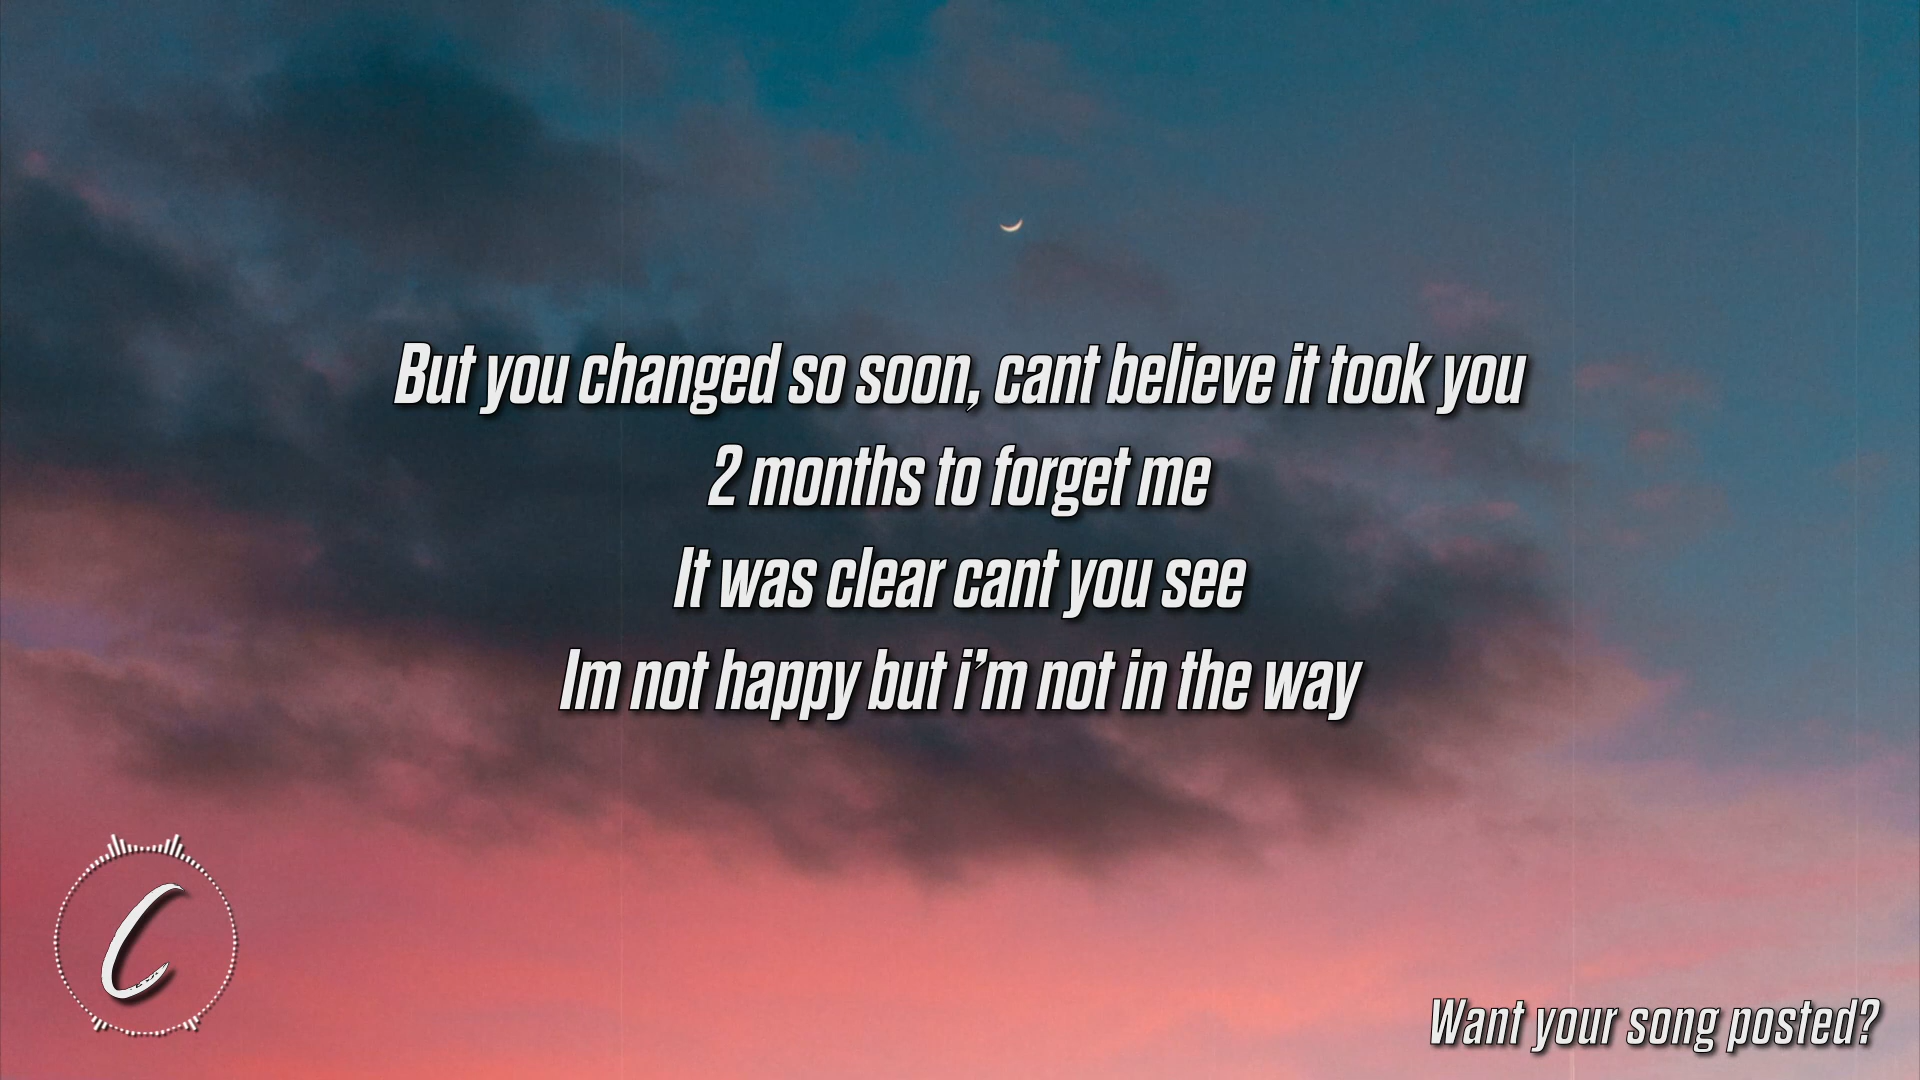 But you changed so soon, cant believe it took you
2 months to forget me
It was clear cant you see
Im not happy but i’m not in the way
C
Want your song posted?